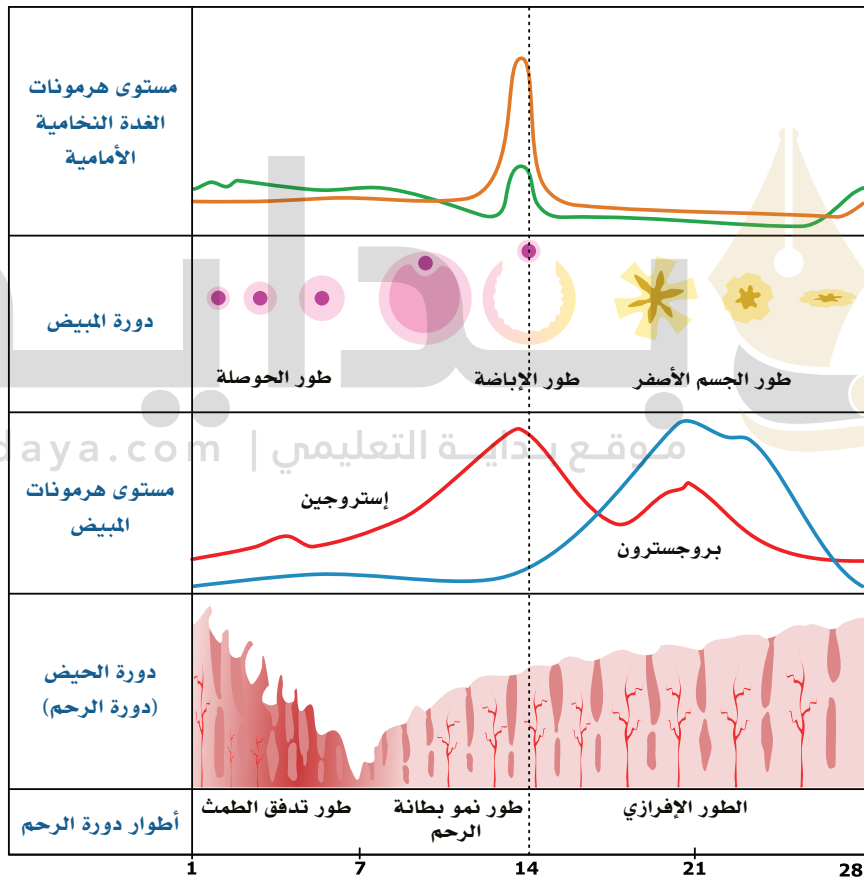 مستوى هرمونات
الغدة النخامية
الأمامية
دورة المبيض
طور الحوصلة
طور الإباضة
طور الجسم الأصفر
موقع بداية التعليمي | daya.com
مستوى هرمونات
المبيض
إستروجين
بروجسترون
دورة الحيض
(دورة الرحم)
أطوار دورة الرحم
طور تدفق الطمث
طور نمو بطانة
الرحم
الطور الإفرازي
1
7
14
21
28